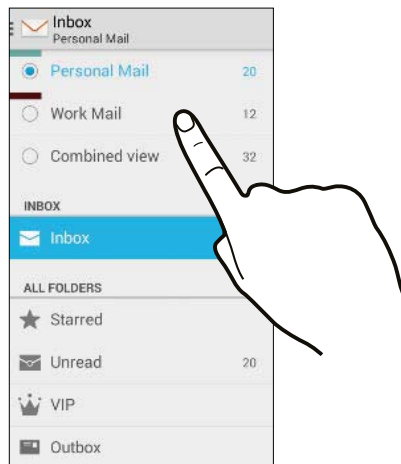 Inbox
Personal Mail
Personal Mail 20
Work Mail 12
Combined view 32
INBOX
Inbox
ALL FOLDERS
Starred
Unread 20
VIP
Outbox